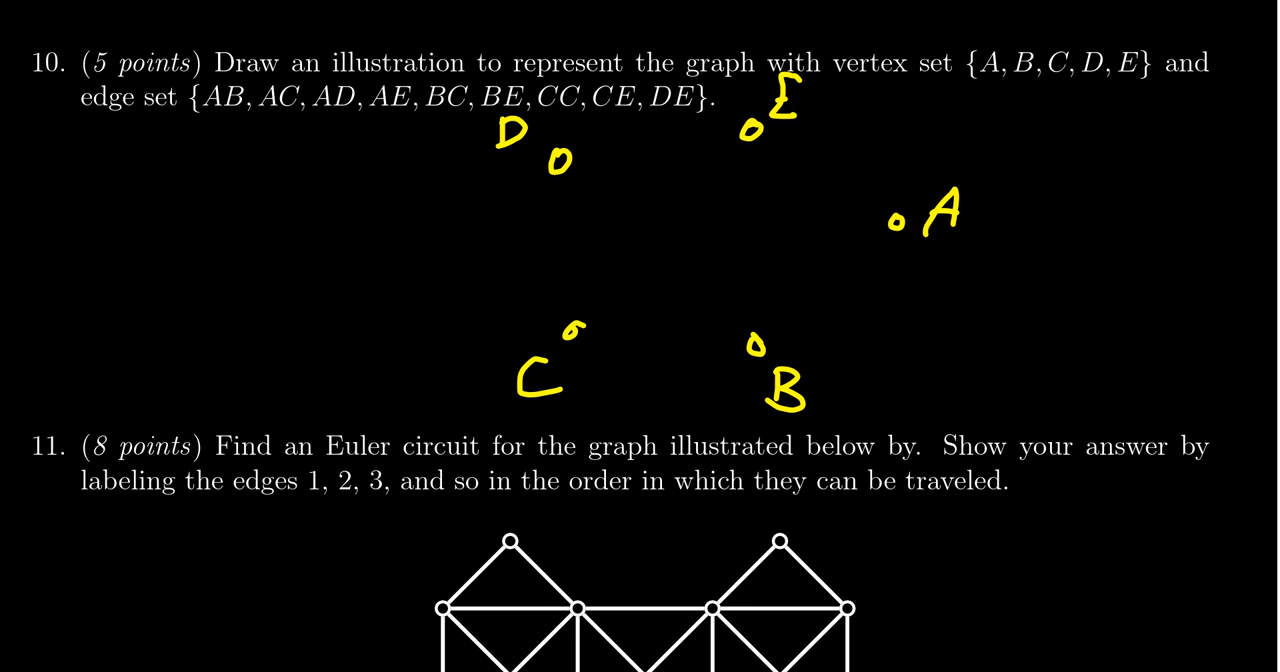 10. (5 points) Draw an illustration to represent the graph with vertex set {A, B, C, D, E} and
edge set {AB, AC, AD, AE, BC, BE, CC, CE, DE}.
E
D
A
C
B
11. (8 points) Find an Euler circuit for the graph illustrated below by. Show your answer by
labeling the edges 1, 2, 3, and so in the order in which they can be traveled.